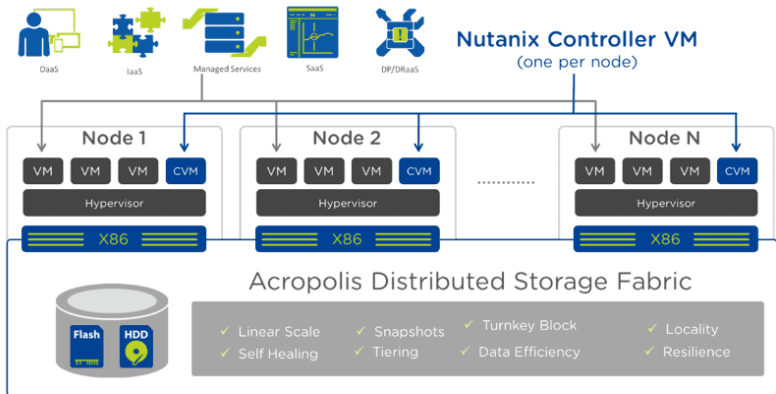 DaaS
IaaS
Managed Services
SaaS
DP/DRaaS
Nutanix Controller VM
(one per node)
Node 1
Node 2
Node N
VM VM VM CVM
VM VM VM CVM
VM VM VM CVM
Hypervisor
Hypervisor
Hypervisor
X86
X86
X86
Acropolis Distributed Storage Fabric
Flash
HDD
Linear Scale
Snapshots
Turnkey Block
Locality
Self Healing
Tiering
Data Efficiency
Resilience